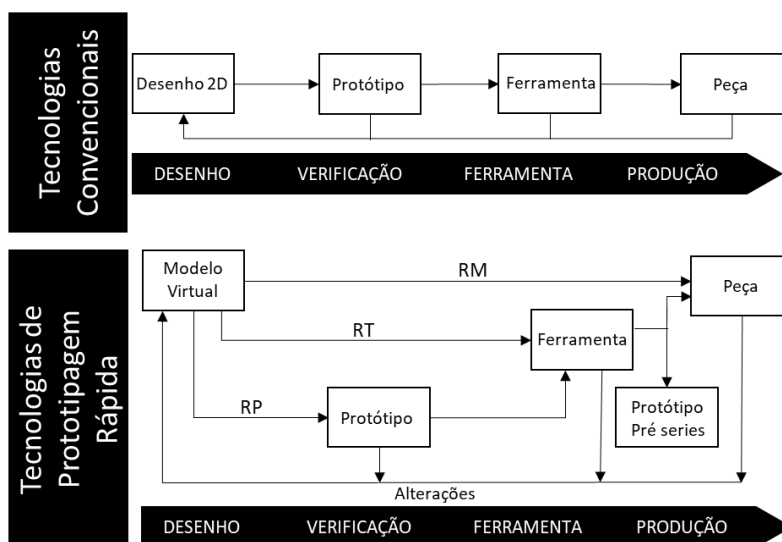 Tecnologias
Convencionais
Desenho 2D
Protótipo
Ferramenta
Peça
DESENHO
VERIFICAÇÃO
FERRAMENTA
PRODUÇÃO
Tecnologias de
Prototipagem
Rápida
Modelo
Virtual
RM
Peça
RT
Ferramenta
RP
Protótipo
Protótipo
Pré series
Alterações
DESENHO
VERIFICAÇÃO
FERRAMENTA
PRODUÇÃO